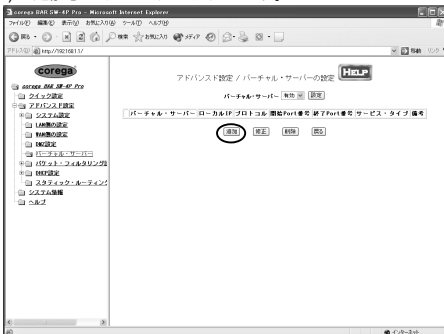 corega BAR SW-4P Pro - Microsoft Internet Explorer
ファイル(F) 編集(E) 表示(V) お気に入り(A) ツール(T) ヘルプ(H)
戻る 検索 お気に入り メディア
アドレス(D) http://192.168.1.1/ 移動 リンク
corega
アドバンスド設定 / バーチャル・サーバーの設定 HELP
corega BAR SW-4P Pro
クイック設定
アドバンスド設定
システム設定
LAN側の設定
WAN側の設定
DMZ設定
バーチャル・サーバー
パケット・フィルタリング
DHCP設定
スタティック・ルーティング
システム情報
ヘルプ
バーチャル・サーバー 有効 設定
バーチャル・サーバー ローカルIP プロトコル 開始Port番号 終了Port番号 サービス・タイプ 備考
追加 修正 削除 戻る
インターネット